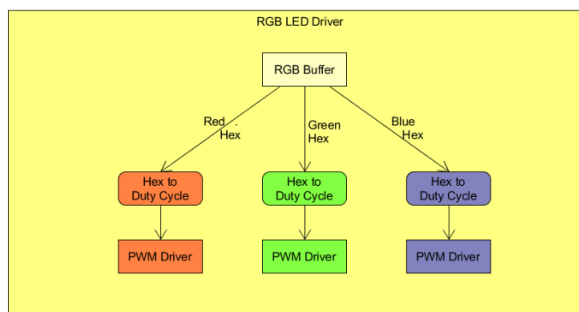 RGB LED Driver
RGB Buffer
Red
Hex
Green
Hex
Blue
Hex
Hex to
Duty Cycle
Hex to
Duty Cycle
Hex to
Duty Cycle
PWM Driver
PWM Driver
PWM Driver